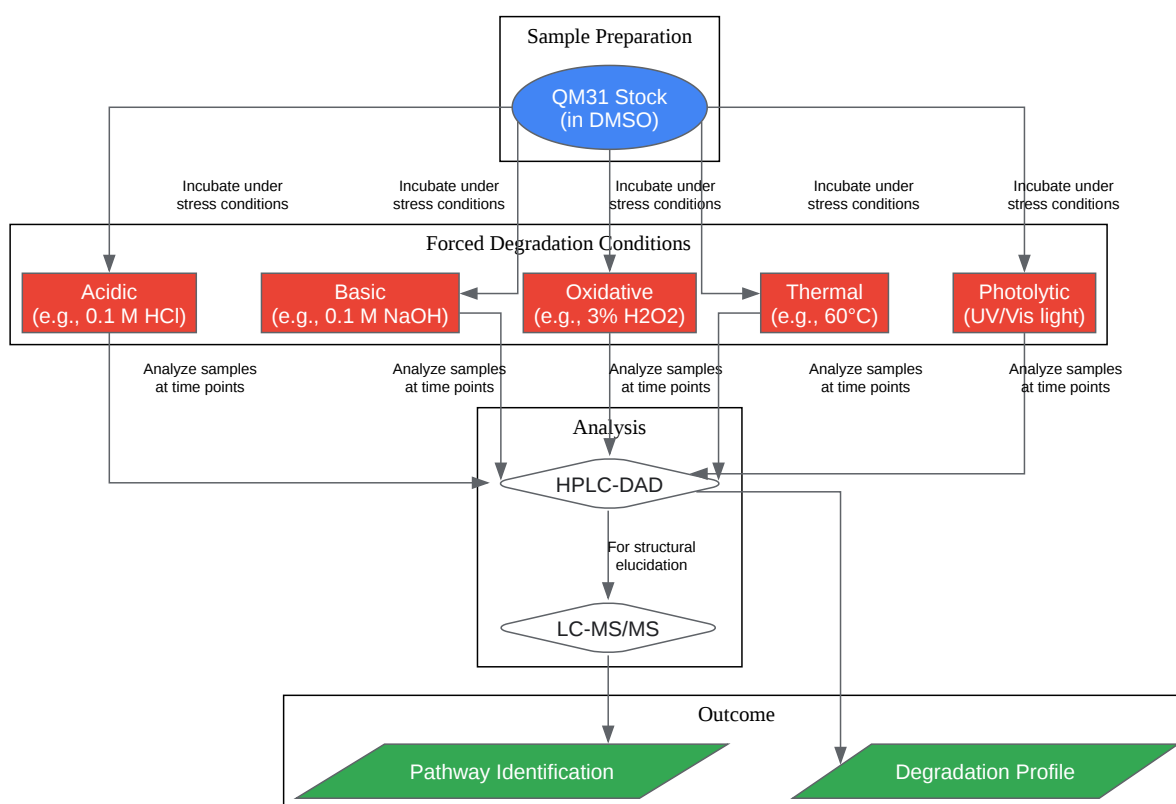 Sample Preparation
QM31 Stock
(in DMSO)
Incubate under
stress conditions
Incubate under
stress conditions
Incubate under
stress conditions
Incubate under
stress conditions
Incubate under
stress conditions
Forced Degradation Conditions
Acidic
(e.g., 0.1 M HCl)
Basic
(e.g., 0.1 M NaOH)
Oxidative
(e.g., 3% H2O2)
Thermal
(e.g., 60°C)
Photolytic
(UV/Vis light)
Analyze samples
at time points
Analyze samples
at time points
Analyze samples
at time points
Analyze samples
at time points
Analyze samples
at time points
Analysis
HPLC-DAD
For structural
elucidation
LC-MS/MS
Outcome
Pathway Identification
Degradation Profile